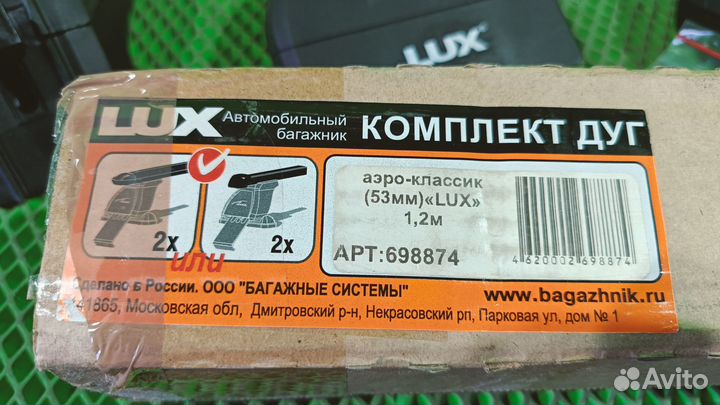 LUX
LUX Автомобильный багажник КОМПЛЕКТ ДУГ
2x
или
2x
аэро-классик
(53мм)«LUX»
1,2м
АРТ:698874
4620002698874
Сделано в России. ООО "БАГАЖНЫЕ СИСТЕМЫ"
www.bagazhnik.ru
141865, Московская обл, Дмитровский р-н, Некрасовский рп, Парковая ул, дом № 1
Avito